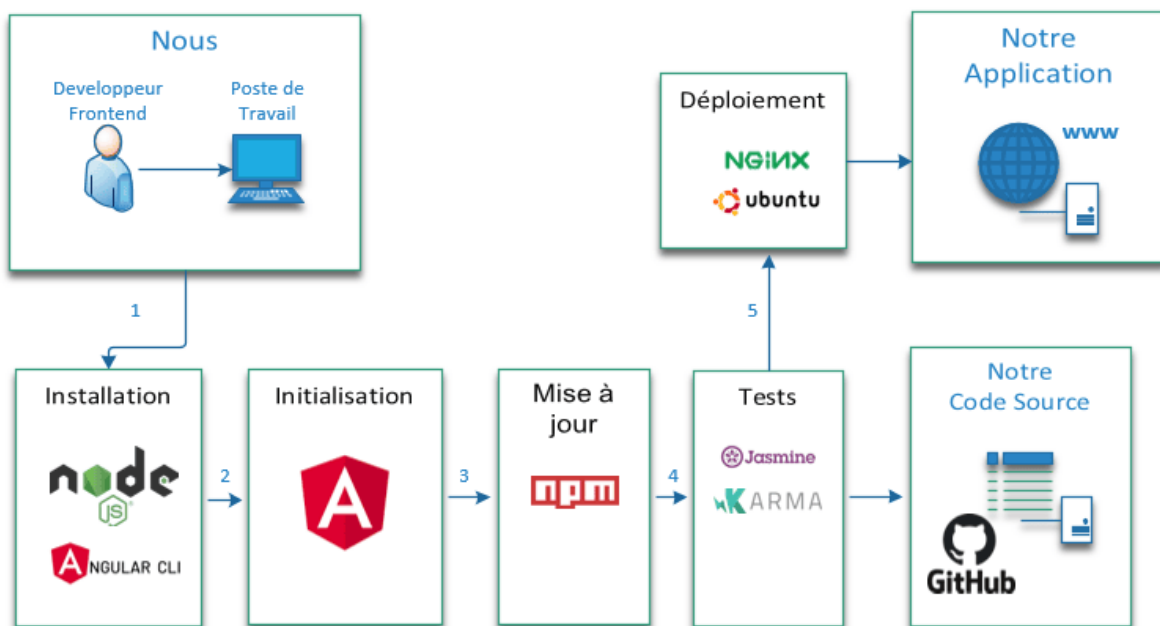 Nous
Developpeur
Frontend
Poste de
Travail
Déploiement
NGiNX
ubuntu
Notre
Application
www
1
5
Installation
node
JS
ANGULAR CLI
2
Initialisation
A
3
Mise à
jour
npm
4
Tests
Jasmine
KARMA
Notre
Code Source
GitHub